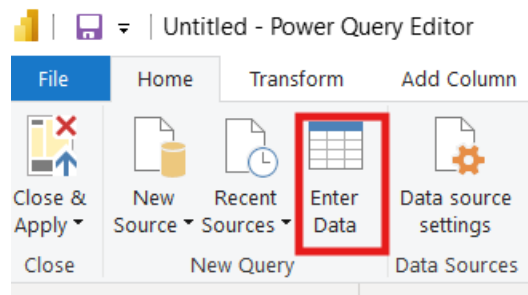 Untitled - Power Query Editor
File Home Transform Add Column
Close & New Recent Enter Data source
Apply Source Sources Data settings
Close New Query Data Sources